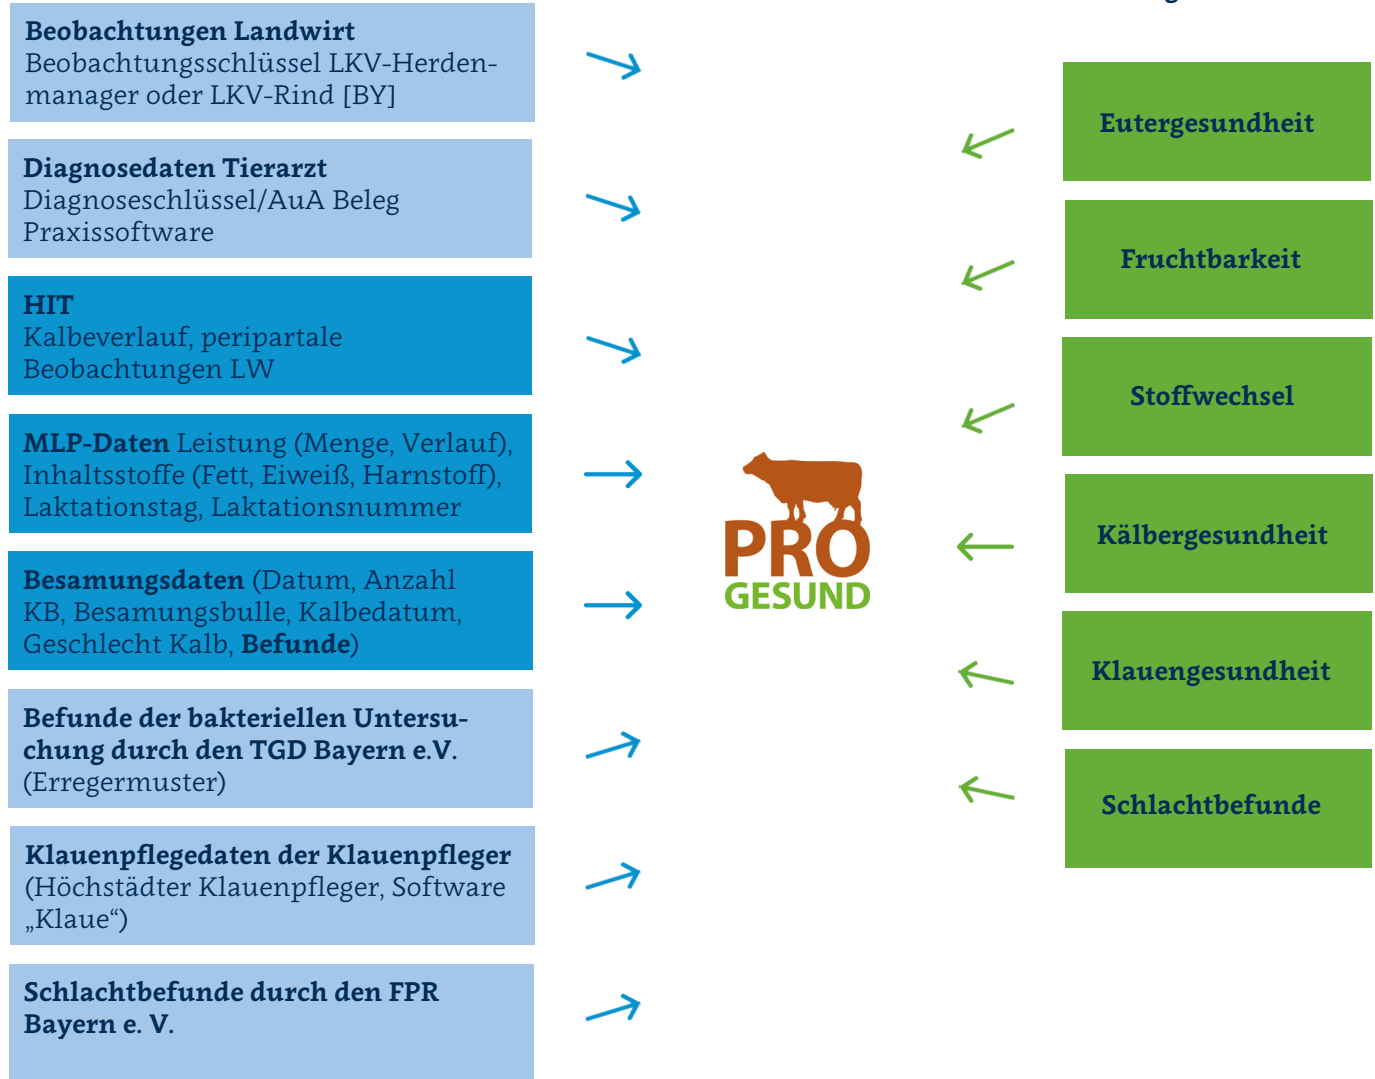 Beobachtungen Landwirt
Beobachtungsschlüssel LKV-Herden-
manager oder LKV-Rind [BY]
Diagnosedaten Tierarzt
Diagnoseschlüssel/AuA Beleg
Praxissoftware
HIT
Kalbeverlauf, peripartale
Beobachtungen LW
MLP-Daten Leistung (Menge, Verlauf),
Inhaltsstoffe (Fett, Eiweiß, Harnstoff),
Laktationstag, Laktationsnummer
Besamungsdaten (Datum, Anzahl
KB, Besamungsbulle, Kalbedatum,
Geschlecht Kalb, Befunde)
Befunde der bakteriellen Untersu-
chung durch den TGD Bayern e.V.
(Erregermuster)
Klauenpflegedaten der Klauenpfleger
(Höchstädter Klauenpfleger, Software
„Klaue“)
Schlachtbefunde durch den FPR
Bayern e. V.
PRO
GESUND
Eutergesundheit
Fruchtbarkeit
Stoffwechsel
Kälbergesundheit
Klauengesundheit
Schlachtbefunde